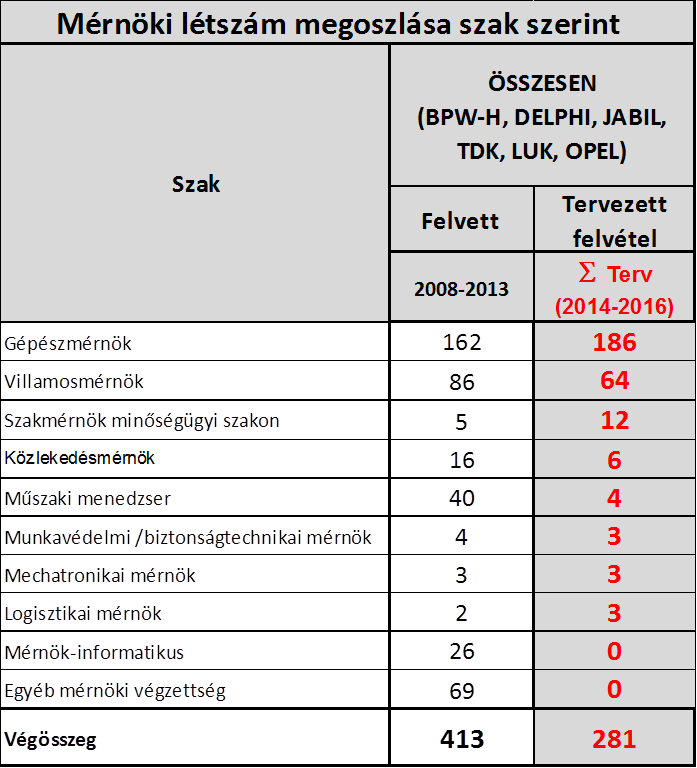 Mérnöki létszám megoszlása szak szerint
Szak
ÖSSZESEN
(BPW-H, DELPHI, JABIL,
TDK, LUK, OPEL)
Felvett
Tervezett
felvétel
2008-2013
Σ Terv
(2014-2016)
Gépészmérnök 162 186
Villamosmérnök 86 64
Szakmérnök minőségügyi szakon 5 12
Közlekedésmérnök 16 6
Műszaki menedzser 40 4
Munkavédelmi /biztonságtechnikai mérnök 4 3
Mechatronikai mérnök 3 3
Logisztikai mérnök 2 3
Mérnök-informatikus 26 0
Egyéb mérnöki végzettség 69 0
Végösszeg 413 281